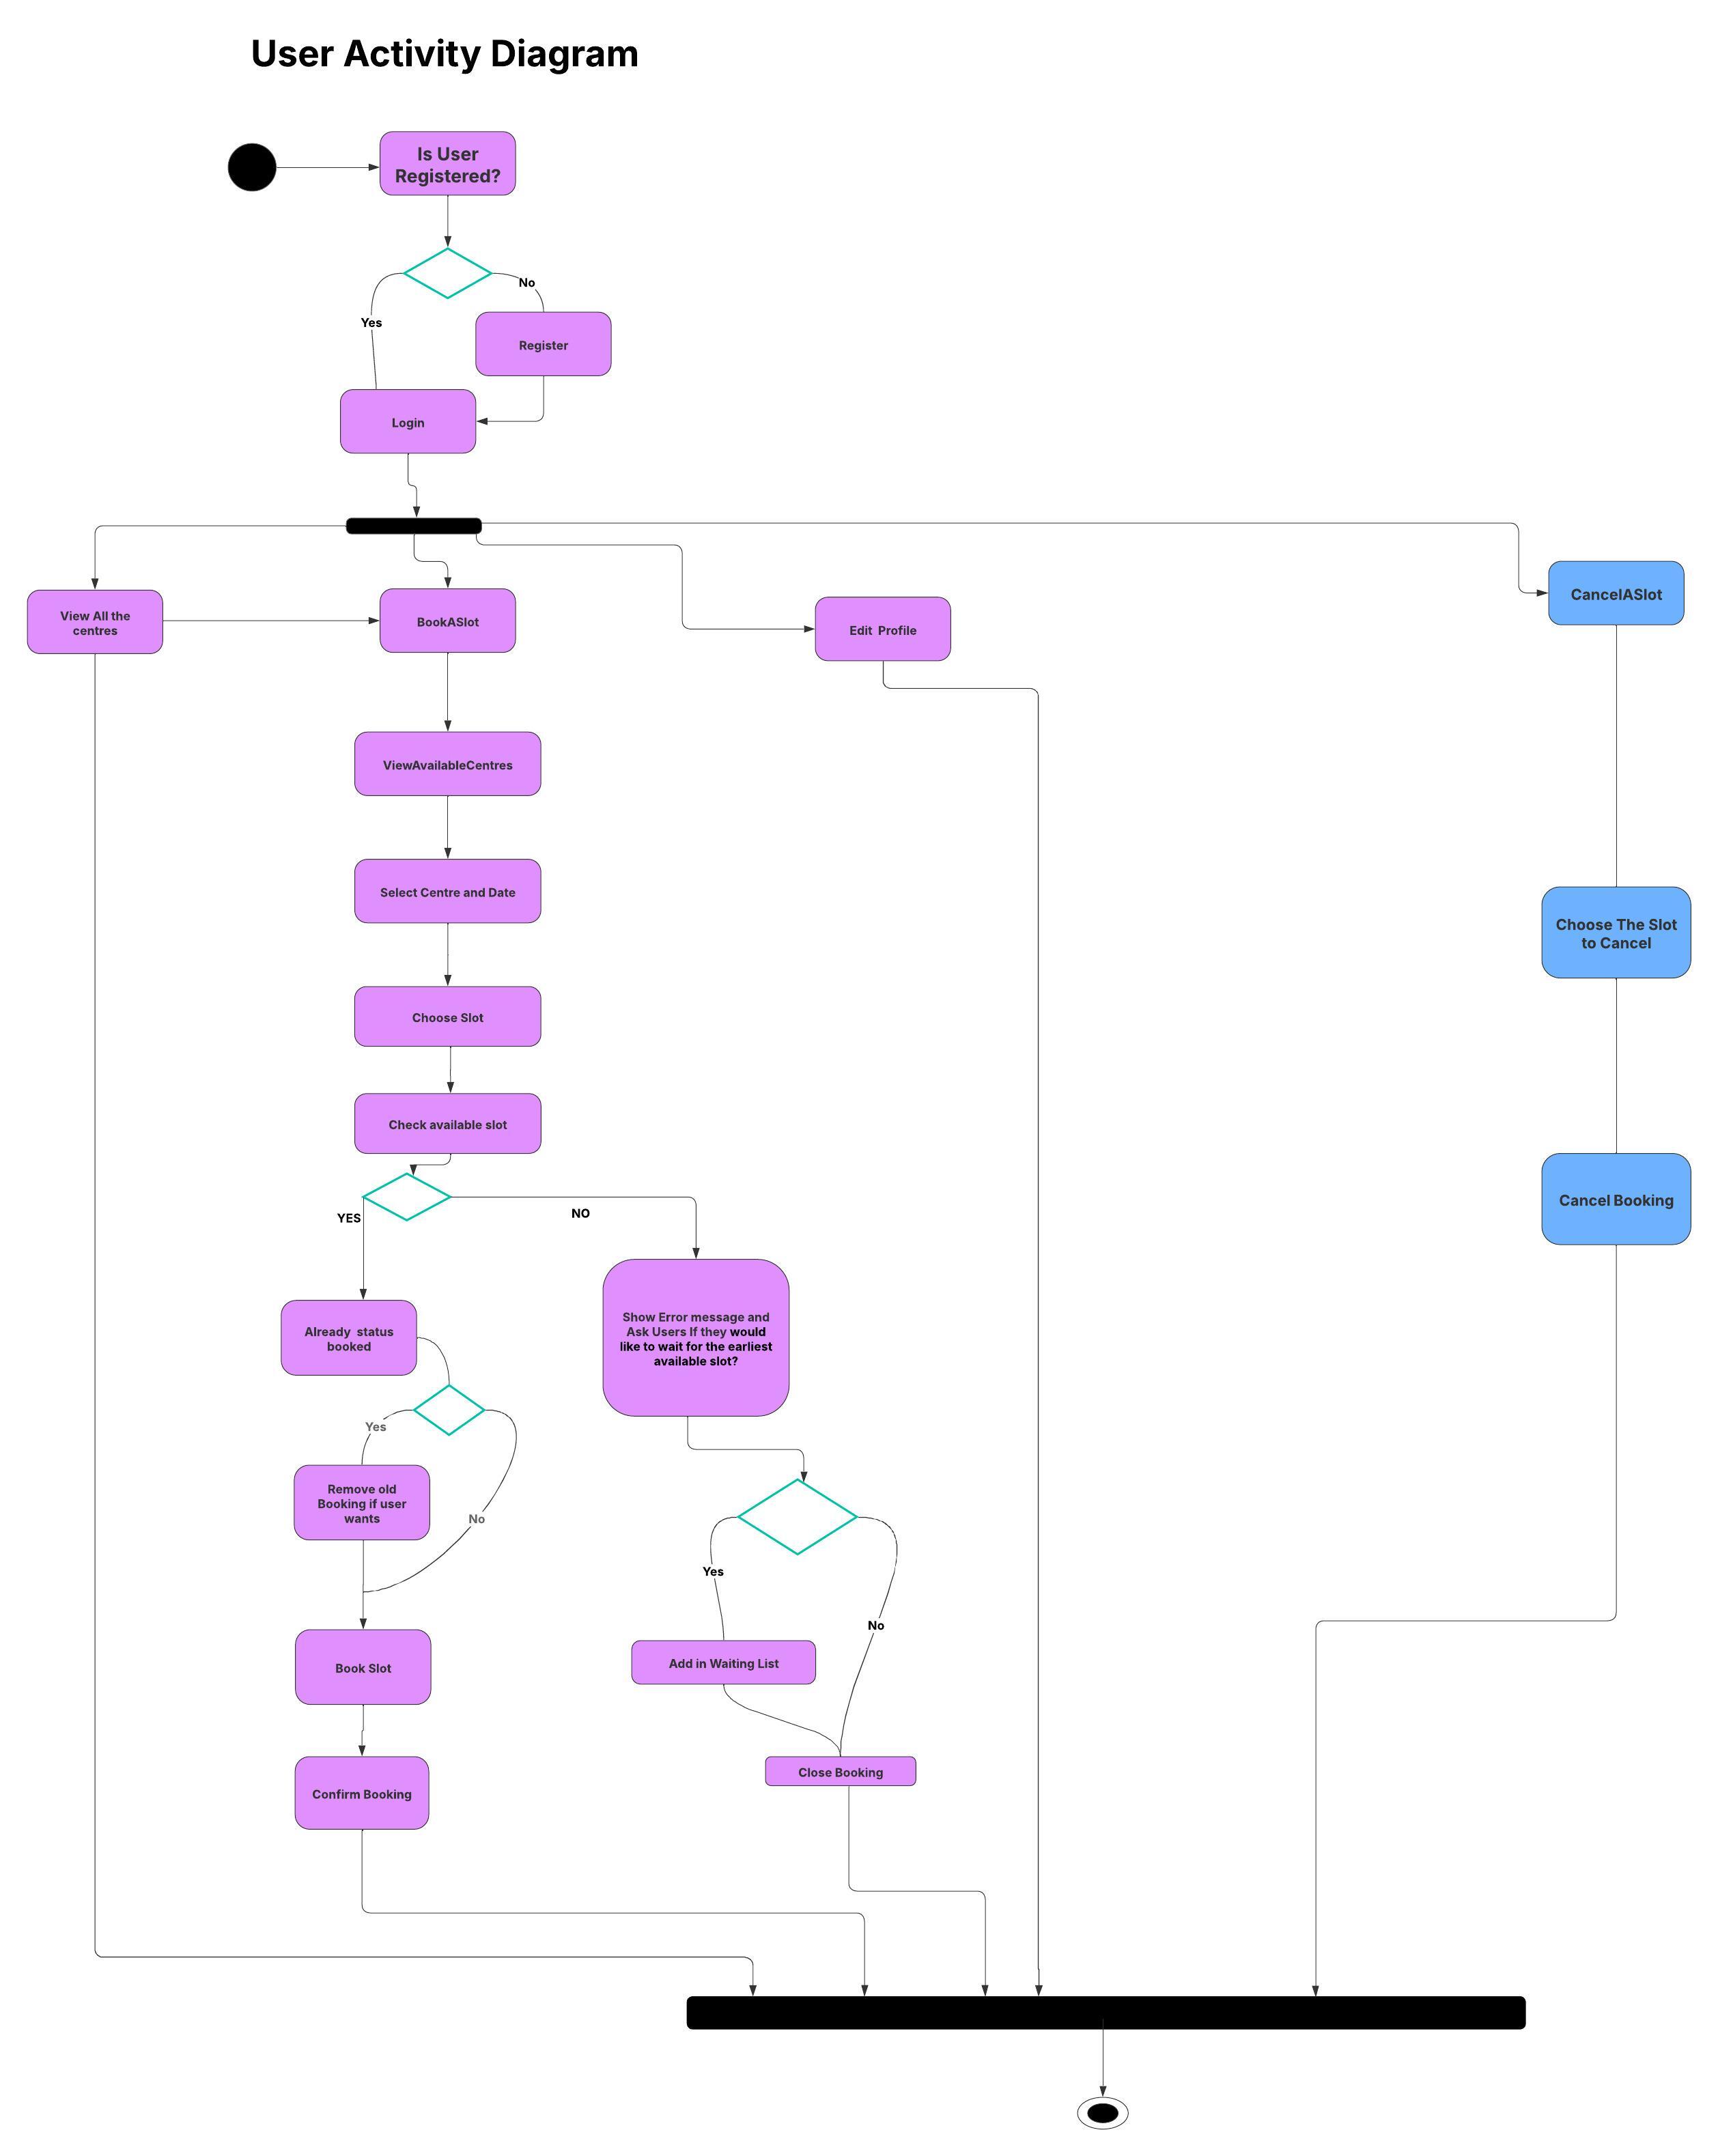 User Activity Diagram
Is User
Registered?
No
Yes
Register
Login
CancelASlot
View All the
centres
BookASlot
Edit  Profile
ViewAvailableCentres
Select Centre and Date
Choose The Slot
to Cancel
Choose Slot
Check available slot
Cancel Booking
YES
NO
Already  status
booked
Show Error message and
Ask Users If they would
like to wait for the earliest
available slot?
Yes
Remove old
Booking if user
wants
No
Yes
No
Book Slot
Add in Waiting List
Close Booking
Confirm Booking